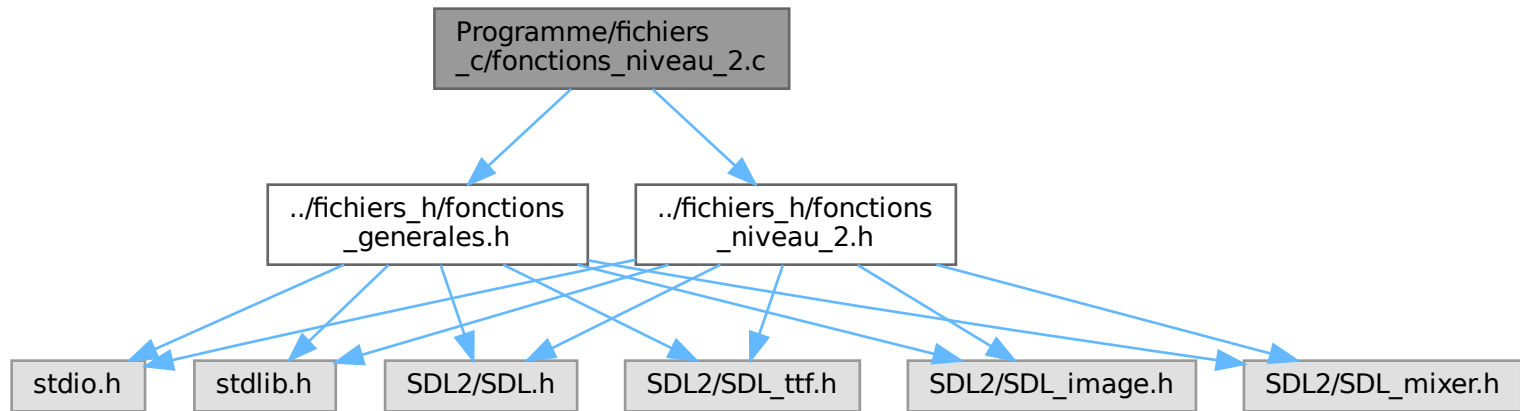 Programme/fichiers
_c/fonctions_niveau_2.c
../fichiers_h/fonctions
_generales.h
../fichiers_h/fonctions
_niveau_2.h
stdio.h
stdlib.h
SDL2/SDL.h
SDL2/SDL_ttf.h
SDL2/SDL_image.h
SDL2/SDL_mixer.h